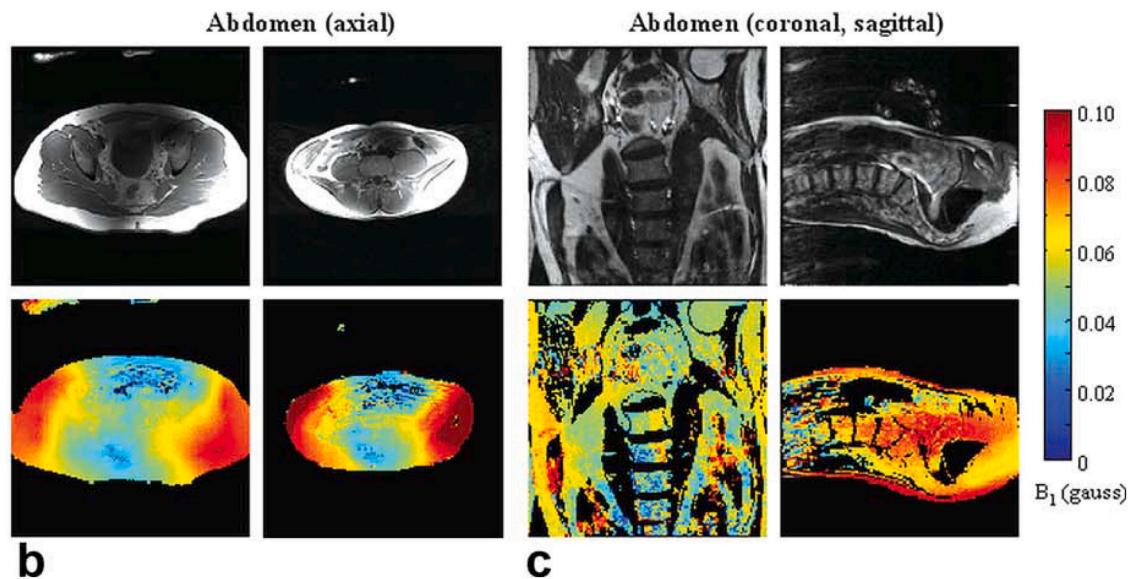 Abdomen (axial)
Abdomen (coronal, sagittal)
0.10
0.08
0.06
0.04
0.02
0
B1 (gauss)
b
c